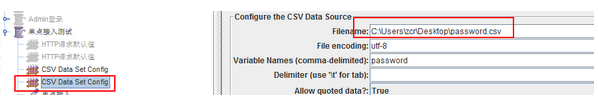 Admin登录
单点插入测试
HTTP请求默认值
HTTP请求默认值
CSV Data Set Config
CSV Data Set Config
Configure the CSV Data Source
Filename: C:\Users\zcr\Desktop\password.csv
File encoding: utf-8
Variable Names (comma-delimited): password
Delimiter (use '\t' for tab):
Allow quoted data?: True